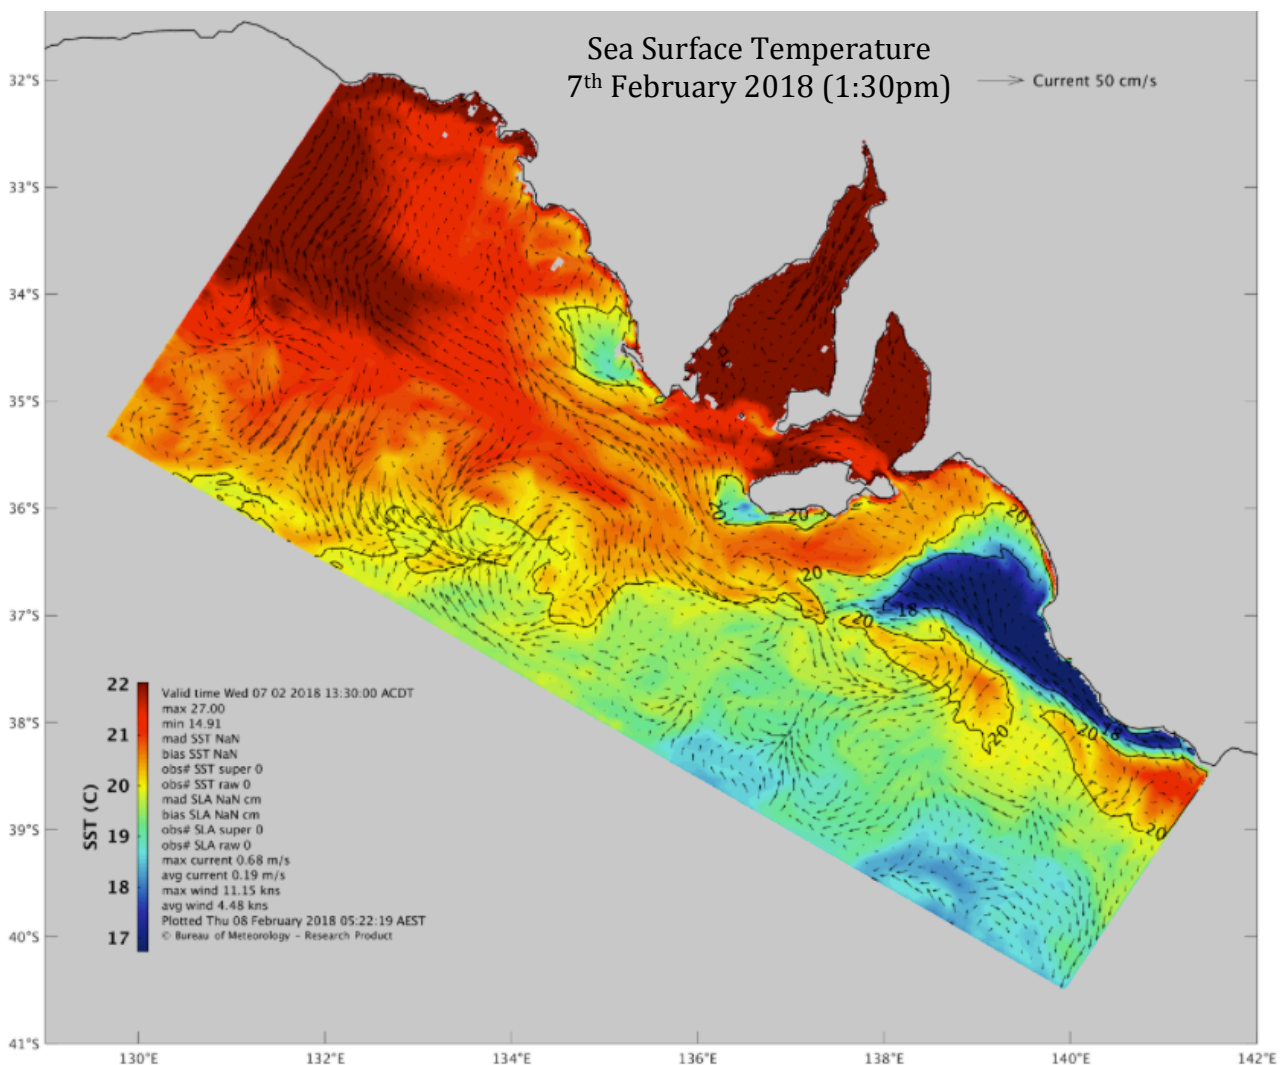 Sea Surface Temperature
7th February 2018 (1:30pm)
Current 50 cm/s
32°S
33°S
34°S
35°S
36°S
37°S
38°S
39°S
40°S
41°S
20
20
20
20
20
18
20
20
18
20
22
21
20
19
18
17
SST (C)
Valid time Wed 07 02 2018 13:30:00 ACDT
max 27.00
min 14.91
mad SST NaN
bias SST NaN
obs# SST super 0
obs# SST raw 0
mad SLA NaN cm
bias SLA NaN cm
obs# SLA super 0
obs# SLA raw 0
max current 0.68 m/s
avg current 0.19 m/s
max wind 11.15 kns
avg wind 4.48 kns
Plotted Thu 08 February 2018 05:22:19 AEST
© Bureau of Meteorology - Research Product
130°E
132°E
134°E
136°E
138°E
140°E
142°E